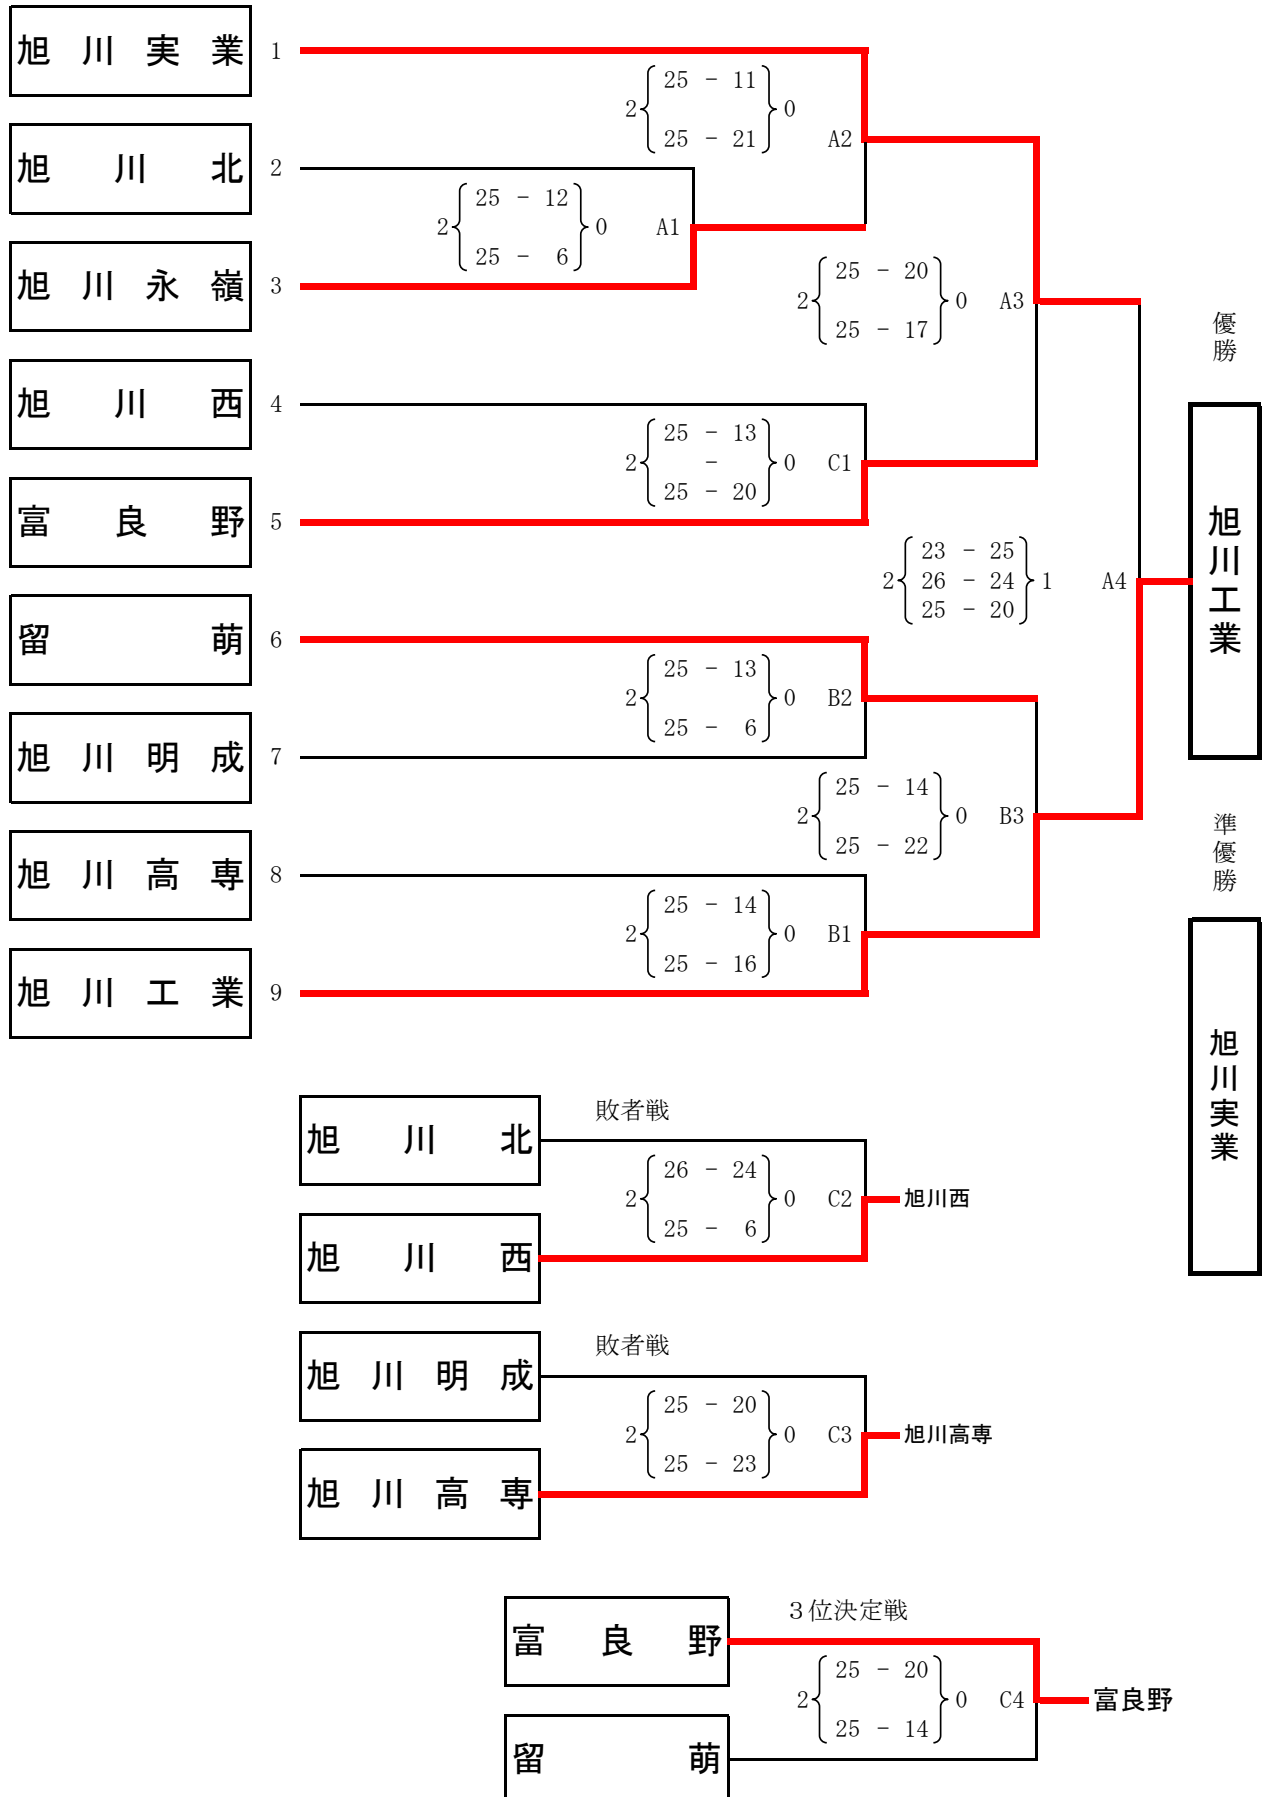 旭川実業 1
25 - 11
2 0
25 - 21 A2
旭川北 2
25 - 12
2 0 A1
25 - 6
旭川永嶺 3
25 - 20
2 0 A3
25 - 17
優勝
旭川西 4
25 - 13
2 - 0 C1
25 - 20
富良野 5
旭川工業
23 - 25
2 26 - 24 1 A4
25 - 20
留萌 6
25 - 13
2 0 B2
25 - 6
旭川明成 7
25 - 14
2 0 B3
25 - 22
準優勝
旭川高専 8
25 - 14
2 0 B1
25 - 16
旭川工業 9
旭川実業
敗者戦
旭川北
26 - 24
2 0 C2 旭川西
25 - 6
旭川西
敗者戦
旭川明成
25 - 20
2 0 C3 旭川高専
25 - 23
旭川高専
３位決定戦
富良野
25 - 20
2 0 C4 富良野
25 - 14
留萌